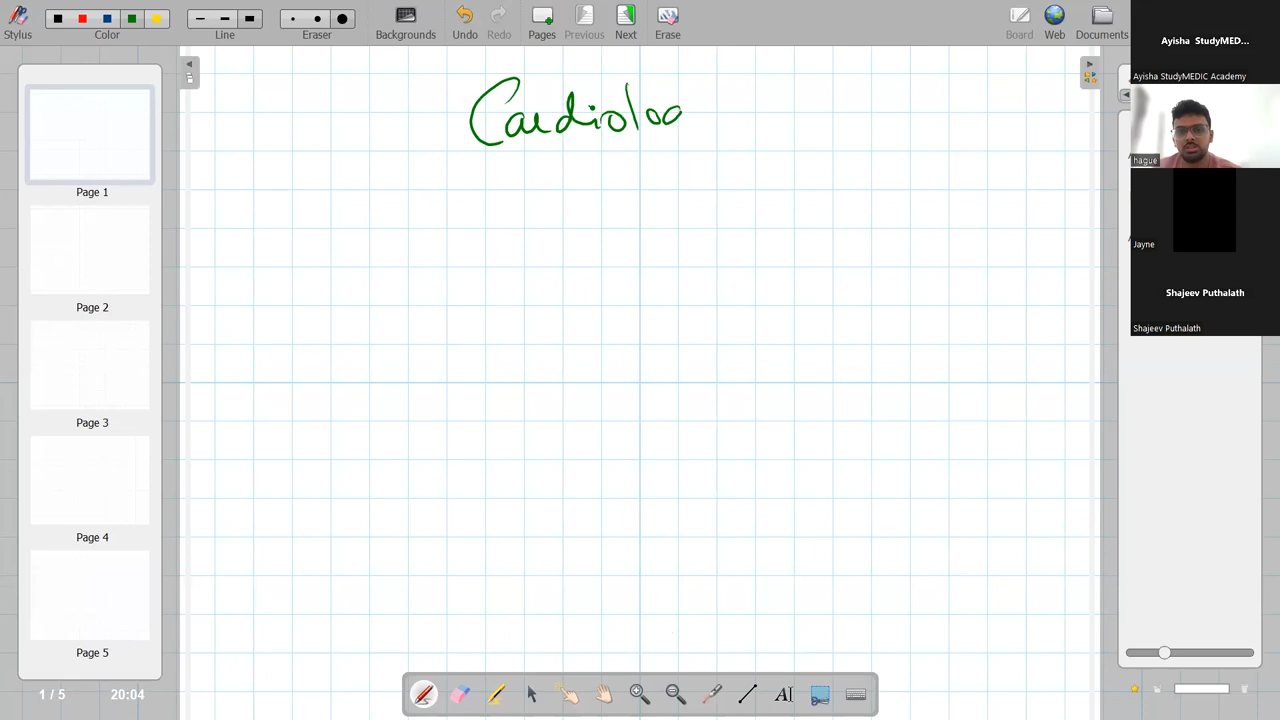 Stylus
Color
Line
Eraser
Backgrounds
Undo
Redo
Pages
Previous
Next
Erase
Board
Web
Documents
Cardioloo
Page 1
Page 2
Page 3
Page 4
Page 5
1 / 5
20:04
AI
Ayisha StudyMED...
Ayisha StudyMEDIC Academy
hague
Jayne
Shajeev Puthalath
Shajeev Puthalath